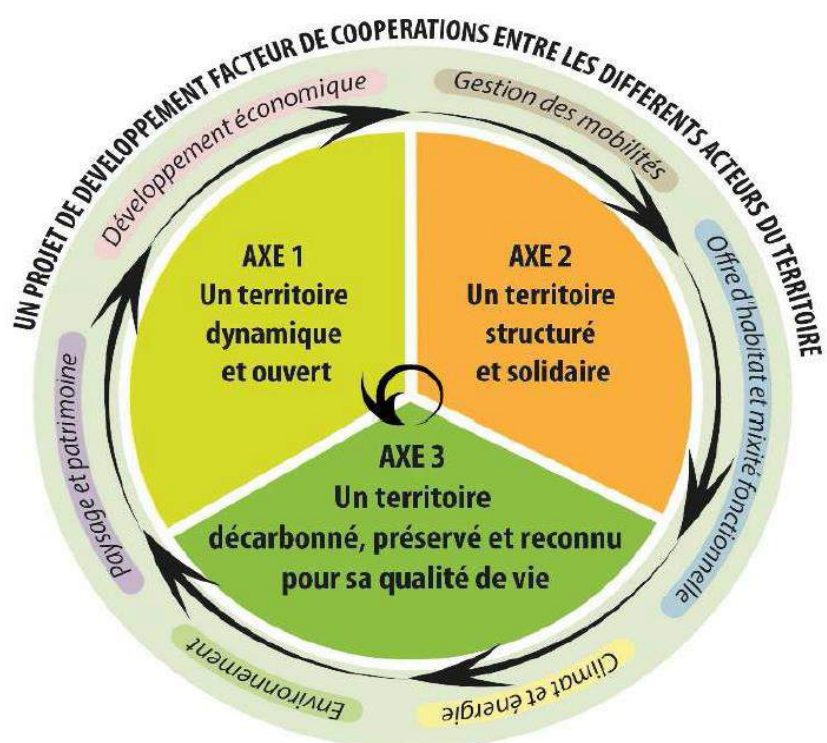 UN PROJET DE DEVELOPPEMENT FACTEUR DE COOPERATIONS ENTRE LES DIFFERENTS ACTEURS DU TERRITOIRE
Développement économique
Gestion des mobilités
Offre d'habitat et mixité fonctionnelle
Climat et énergie
Environnement
Paysage et patrimoine
AXE 1
Un territoire
dynamique
et ouvert
AXE 2
Un territoire
structuré
et solidaire
AXE 3
Un territoire
décarbonné, préservé et reconnu
pour sa qualité de vie